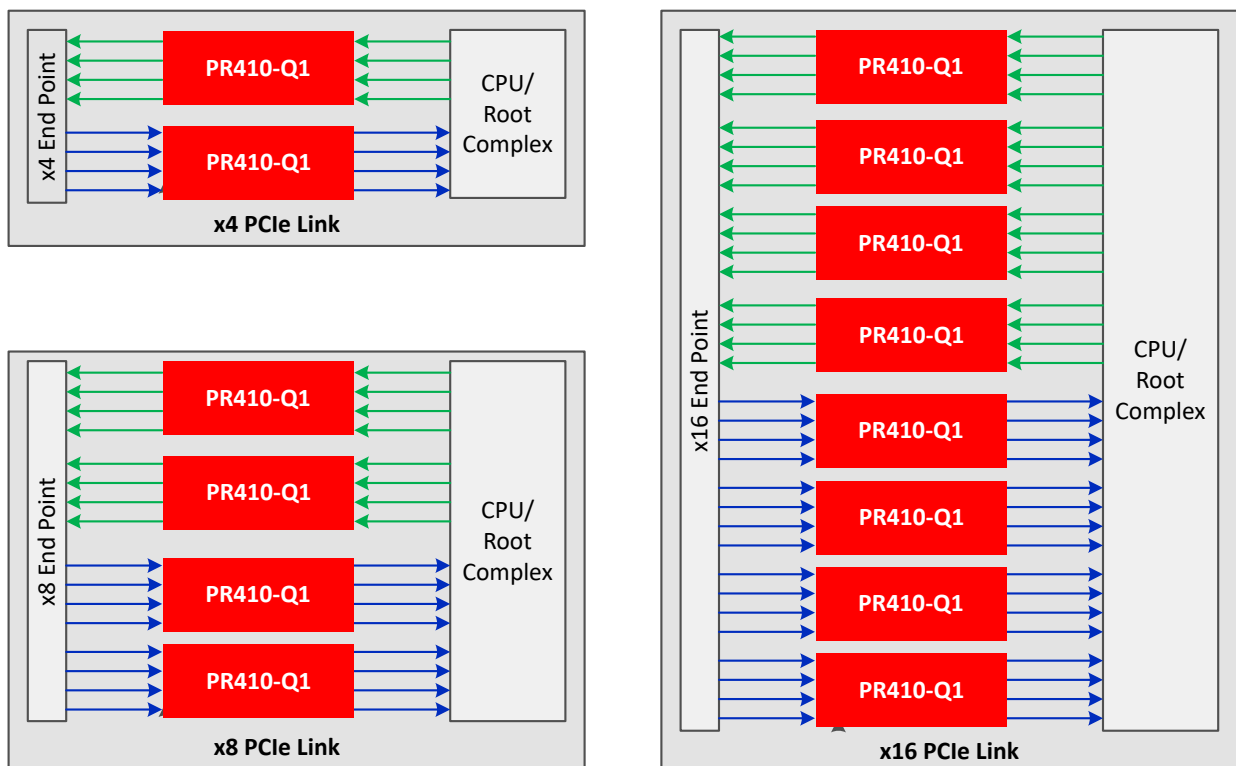 x4 End Point
PR410-Q1
PR410-Q1
CPU/
Root
Complex
x4 PCIe Link
x8 End Point
PR410-Q1
PR410-Q1
PR410-Q1
PR410-Q1
CPU/
Root
Complex
x8 PCIe Link
x16 End Point
PR410-Q1
PR410-Q1
PR410-Q1
PR410-Q1
PR410-Q1
PR410-Q1
PR410-Q1
PR410-Q1
CPU/
Root
Complex
x16 PCIe Link